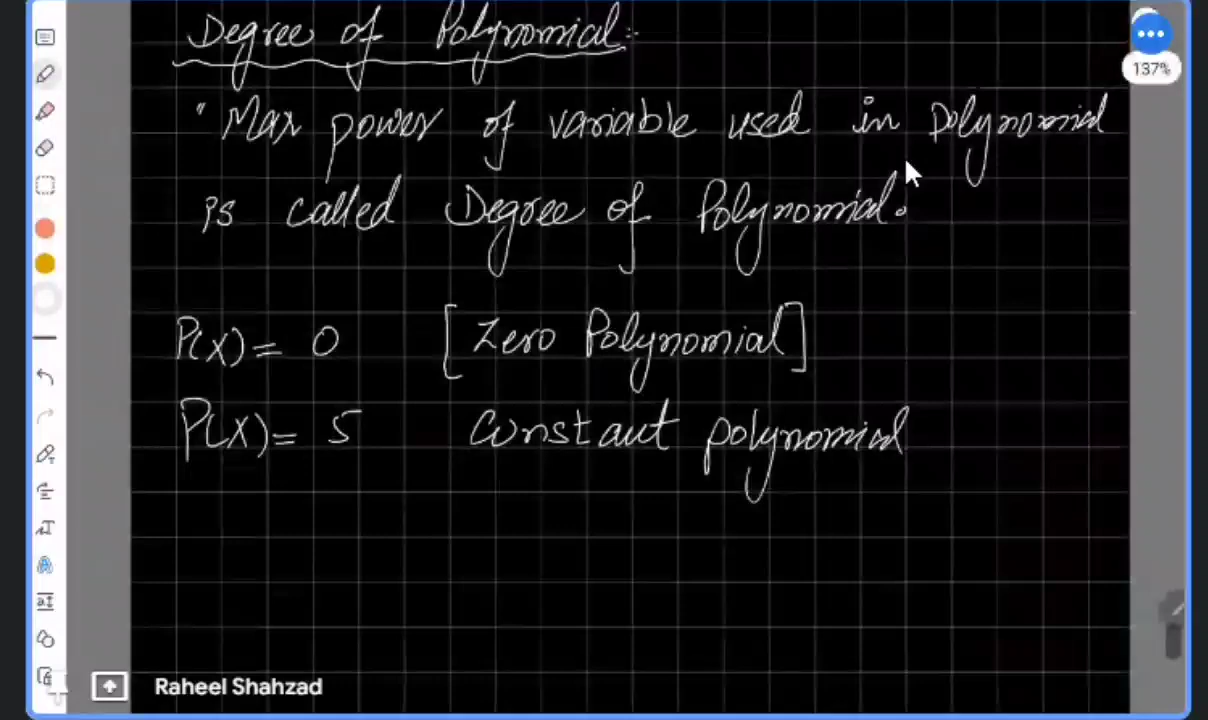 Degree of Polynomial:-
" Max power of variable used in polynomial
is called Degree of Polynomial.
P(X) = 0 [Zero Polynomial]
P(X) = 5 constant polynomial
137%
Raheel Shahzad